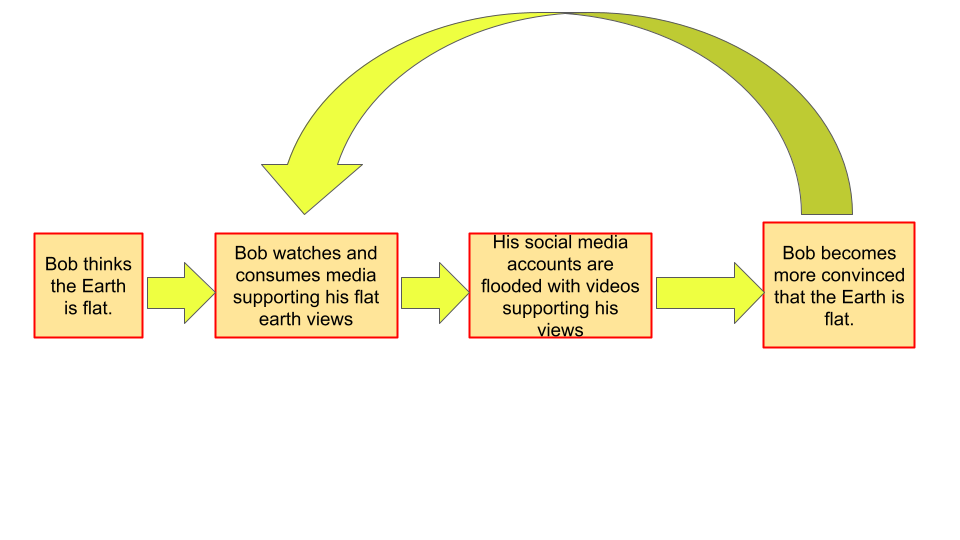 Bob thinks
the Earth
is flat.
Bob watches and
consumes media
supporting his flat
earth views
His social media
accounts are
flooded with videos
supporting his
views
Bob becomes
more convinced
that the Earth is
flat.